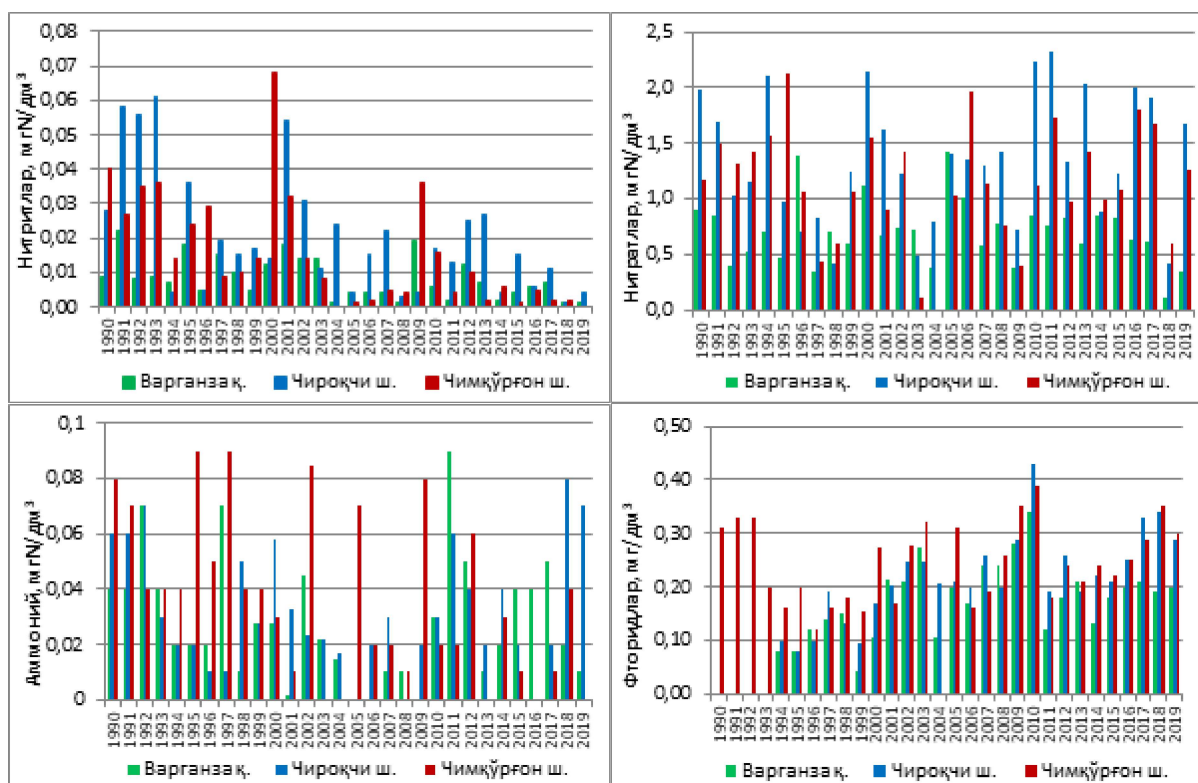 Нитритлар, мгN/дм³
0,08
0,07
0,06
0,05
0,04
0,03
0,02
0,01
0,00
1990 1991 1992 1993 1994 1995 1996 1997 1998 1999 2000 2001 2002 2003 2004 2005 2006 2007 2008 2009 2010 2011 2012 2013 2014 2015 2016 2017 2018 2019
Варганза қ. Чироқчи ш. Чимқўрғон ш.
Нитратлар, мгN/дм³
2,5
2,0
1,5
1,0
0,5
0,0
1990 1991 1992 1993 1994 1995 1996 1997 1998 1999 2000 2001 2002 2003 2004 2005 2006 2007 2008 2009 2010 2011 2012 2013 2014 2015 2016 2017 2018 2019
Варганза қ. Чироқчи ш. Чимқўрғон ш.
Аммоний, мгN/дм³
0,1
0,08
0,06
0,04
0,02
0
1990 1991 1992 1993 1994 1995 1996 1997 1998 1999 2000 2001 2002 2003 2004 2005 2006 2007 2008 2009 2010 2011 2012 2013 2014 2015 2016 2017 2018 2019
Варганза қ. Чироқчи ш. Чимқўрғон ш.
Фторидлар, мг/дм³
0,50
0,40
0,30
0,20
0,10
0,00
1990 1991 1992 1993 1994 1995 1996 1997 1998 1999 2000 2001 2002 2003 2004 2005 2006 2007 2008 2009 2010 2011 2012 2013 2014 2015 2016 2017 2018 2019
Варганза қ. Чироқчи ш. Чимқўрғон ш.